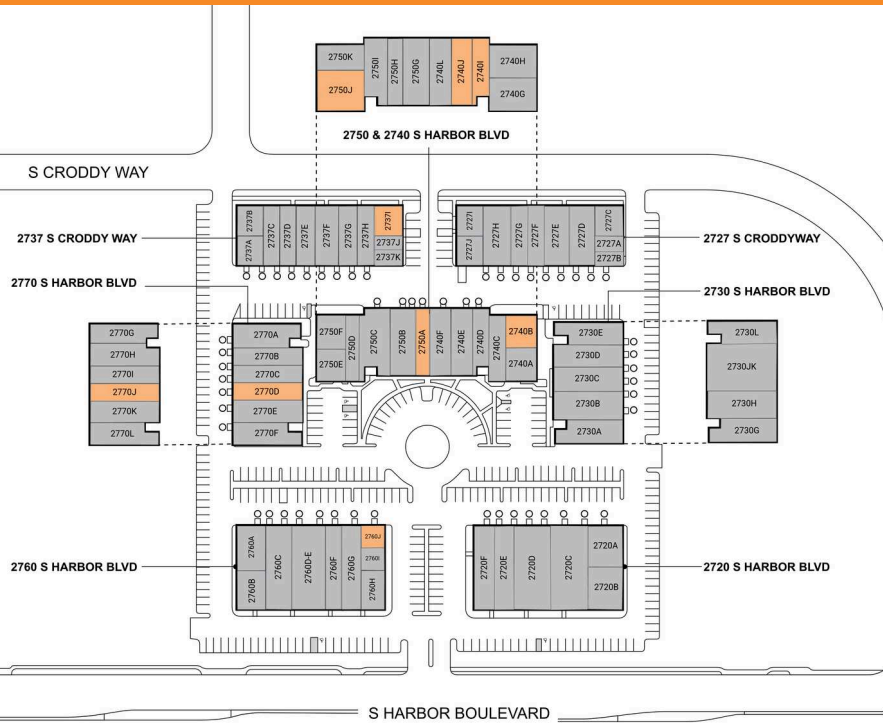 2750K
2750J
2750I
2750H
2750G
2740L
2740J
2740I
2740H
2740G
2750 & 2740 S HARBOR BLVD
S CRODDY WAY
2737B
2737A
2737C
2737D
2737E
2737F
2737G
2737H
2737I
2737J
2737K
2727I
2727J
2727H
2727G
2727F
2727E
2727D
2727C
2727A
2727B
2737 S CRODDY WAY
2727 S CRODDYWAY
2770 S HARBOR BLVD
2730 S HARBOR BLVD
2770G
2770H
2770I
2770J
2770K
2770L
2770A
2770B
2770C
2770D
2770E
2770F
2750F
2750E
2750D
2750C
2750B
2750A
2740F
2740E
2740D
2740C
2740B
2740A
2730E
2730D
2730C
2730B
2730A
2730L
2730JK
2730H
2730G
2760A
2760B
2760C
2760D-E
2760F
2760G
2760J
2760I
2760H
2720F
2720E
2720D
2720C
2720A
2720B
2760 S HARBOR BLVD
2720 S HARBOR BLVD
S HARBOR BOULEVARD